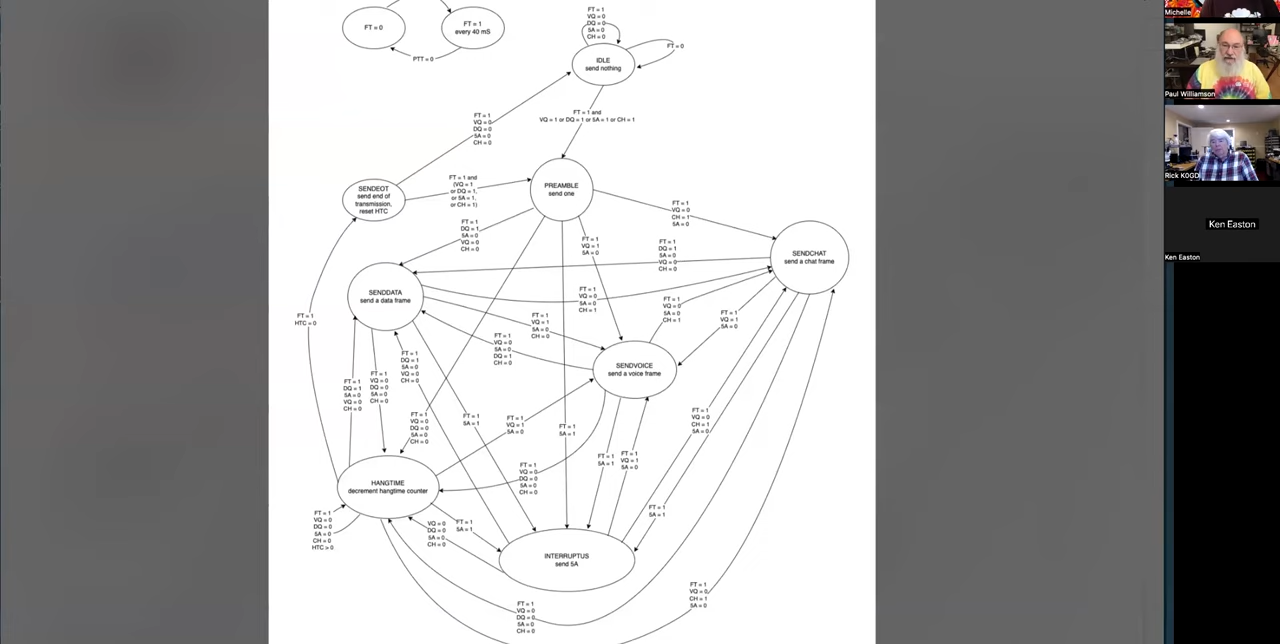 FT = 0
FT = 1
every 40 mS
PTT = 0
FT = 1
VQ = 0
DQ = 0
5A = 0
CH = 0
FT = 0
IDLE
send nothing
FT = 1 and
VQ = 1 or DQ = 1 or 5A = 1 or CH = 1
FT = 1
VQ = 0
DQ = 0
5A = 0
CH = 0
SENDEOT
send end of
transmission,
reset HTC
FT = 1 and
(VQ = 1
or DQ = 1,
or 5A = 1,
or CH = 1)
PREAMBLE
send one
FT = 1
VQ = 0
CH = 1
5A = 0
FT = 1
DQ = 1
5A = 0
VQ = 0
CH = 0
FT = 1
VQ = 1
5A = 0
FT = 1
DQ = 1
5A = 0
VQ = 0
CH = 0
SENDCHAT
send a chat frame
SENDDATA
send a data frame
FT = 1
VQ = 0
5A = 0
CH = 1
FT = 1
VQ = 0
5A = 0
CH = 1
FT = 1
VQ = 1
5A = 0
FT = 1
HTC = 0
FT = 1
VQ = 1
5A = 0
CH = 0
FT = 1
VQ = 0
5A = 0
DQ = 1
CH = 0
SENDVOICE
send a voice frame
FT = 1
DQ = 1
5A = 0
VQ = 0
CH = 0
FT = 1
DQ = 1
5A = 0
VQ = 0
CH = 0
FT = 1
VQ = 0
DQ = 0
5A = 0
CH = 0
FT = 1
VQ = 0
DQ = 0
5A = 0
CH = 0
FT = 1
5A = 1
FT = 1
VQ = 1
5A = 0
FT = 1
5A = 1
FT = 1
VQ = 0
CH = 1
5A = 0
FT = 1
5A = 1
FT = 1
VQ = 1
5A = 0
FT = 1
VQ = 0
DQ = 0
5A = 0
CH = 0
HANGTIME
decrement hangtime counter
FT = 1
VQ = 0
DQ = 0
5A = 0
CH = 0
HTC > 0
VQ = 0
DQ = 0
5A = 0
CH = 0
FT = 1
5A = 1
FT = 1
5A = 1
INTERRUPTUS
send 5A
FT = 1
VQ = 0
CH = 1
5A = 0
FT = 1
VQ = 0
DQ = 0
5A = 0
CH = 0
Michelle
Paul Williamson
Rick K0GD
Ken Easton
Ken Easton